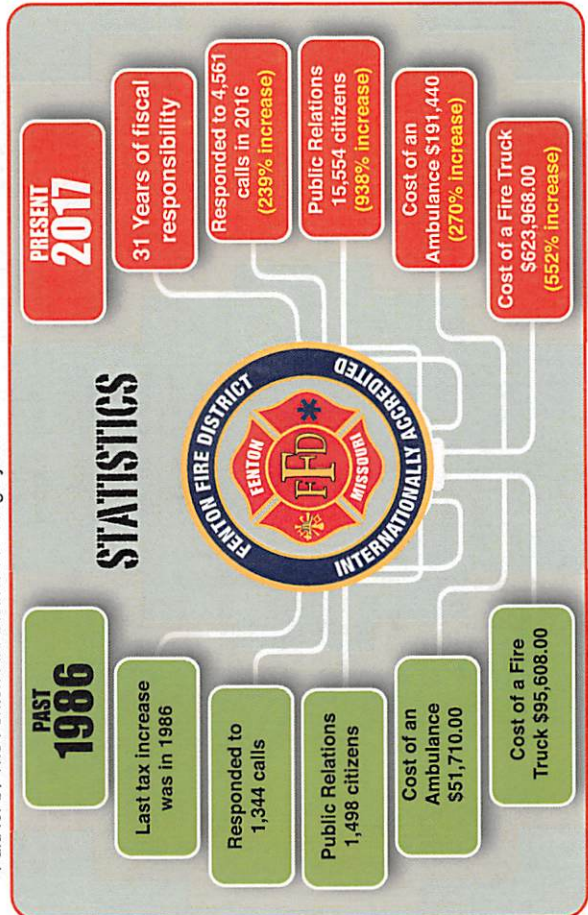 STATISTICS
PAST
1986
Last tax increase
was in 1986
Responded to
1,344 calls
Public Relations
1,498 citizens
Cost of an
Ambulance
$51,710.00
Cost of a Fire
Truck $95,608.00
FENTON FIRE DISTRICT
FENTON
FFD
MISSOURI
INTERNATIONALLY ACCREDITED
PRESENT
2017
31 Years of fiscal
responsibility
Responded to 4,561
calls in 2016
(239% increase)
Public Relations
15,554 citizens
(938% increase)
Cost of an
Ambulance $191,440
(270% increase)
Cost of a Fire Truck
$623,968.00
(552% increase)